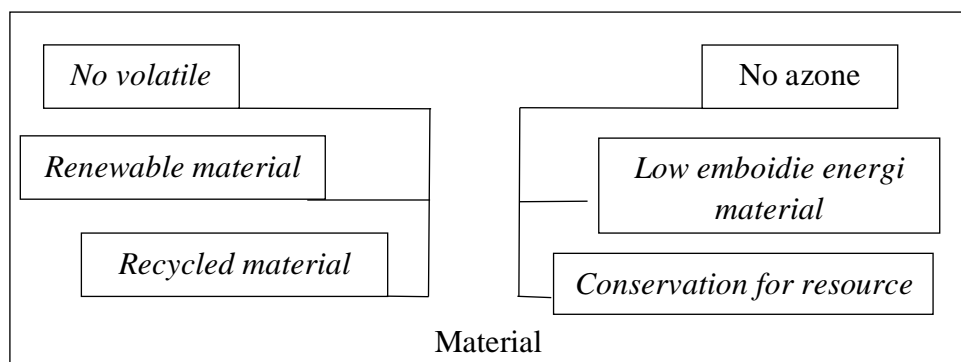 No volatile
No azone
Renewable material
Low emboidie energi
material
Recycled material
Conservation for resource
Material